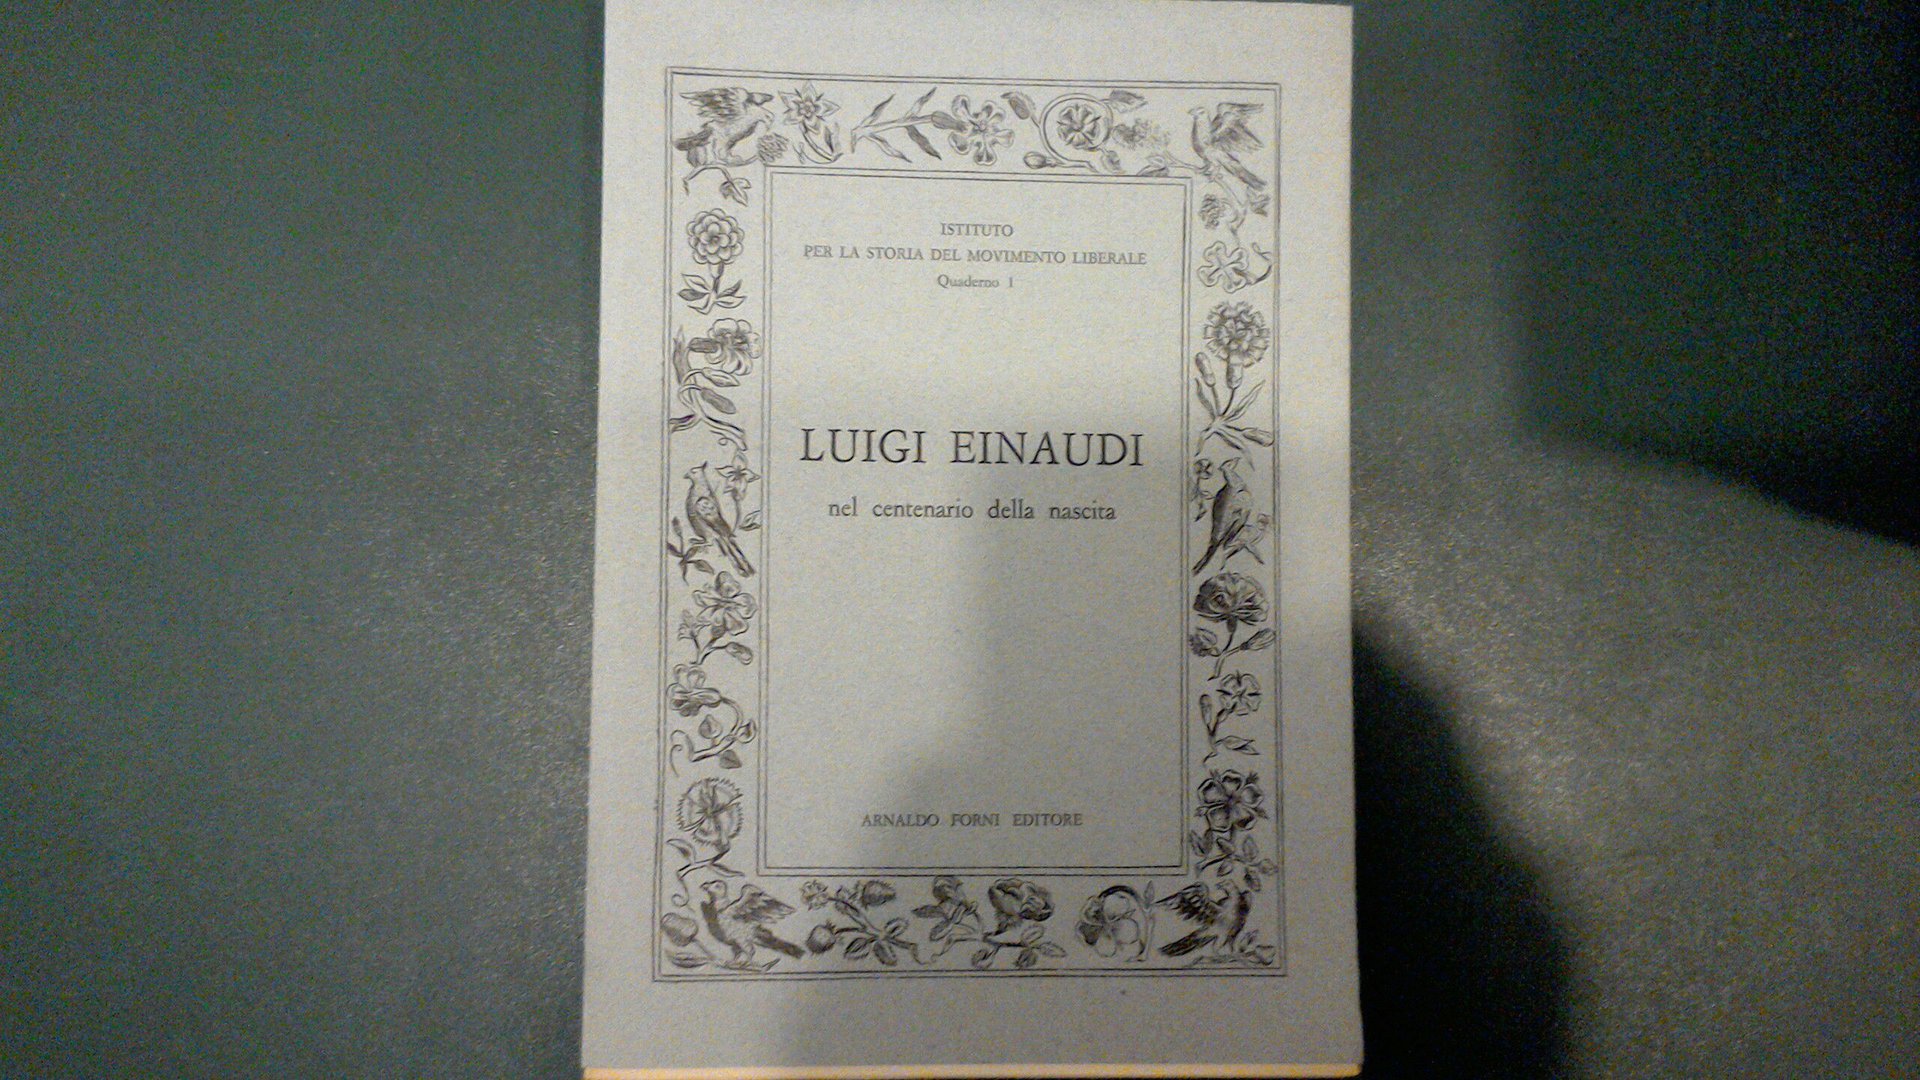 ISTITUTO
PER LA STORIA DEL MOVIMENTO LIBERALE
Quaderno 1
LUIGI EINAUDI
nel centenario della nascita
ARNALDO FORNI EDITORE